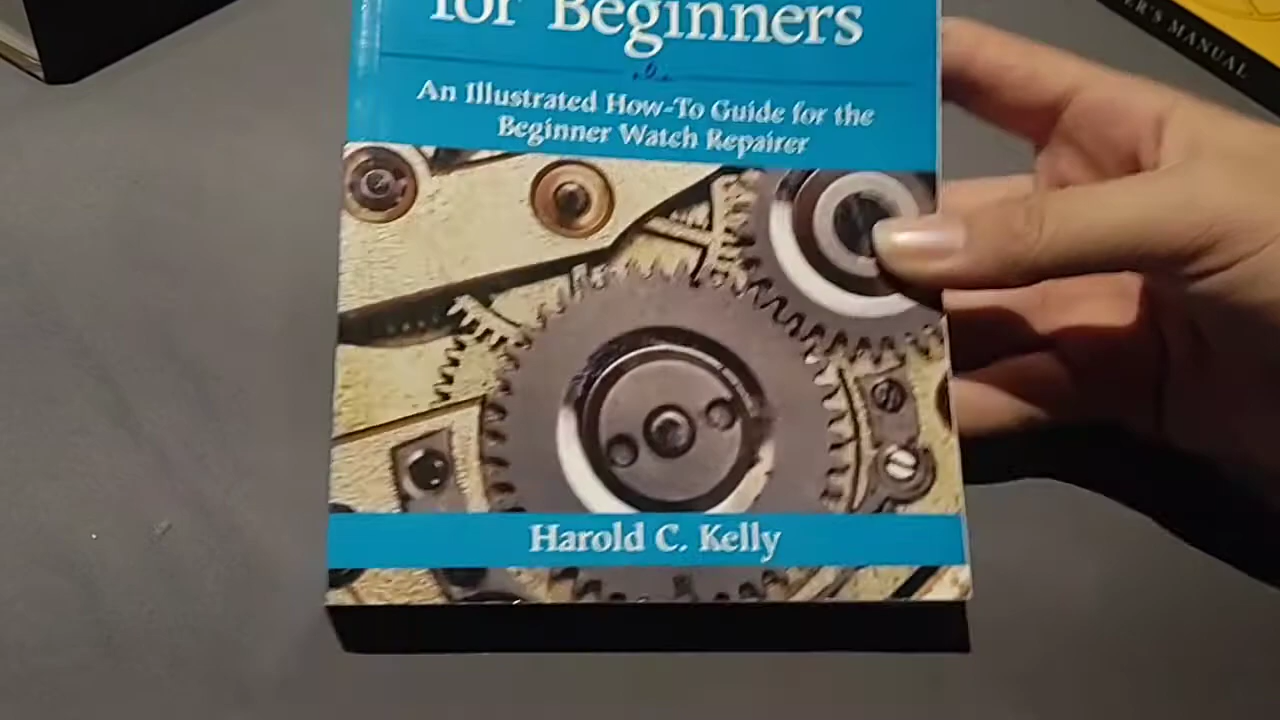 for Beginners
An Illustrated How-To Guide for the
Beginner Watch Repairer
Harold C. Kelly
MANUAL